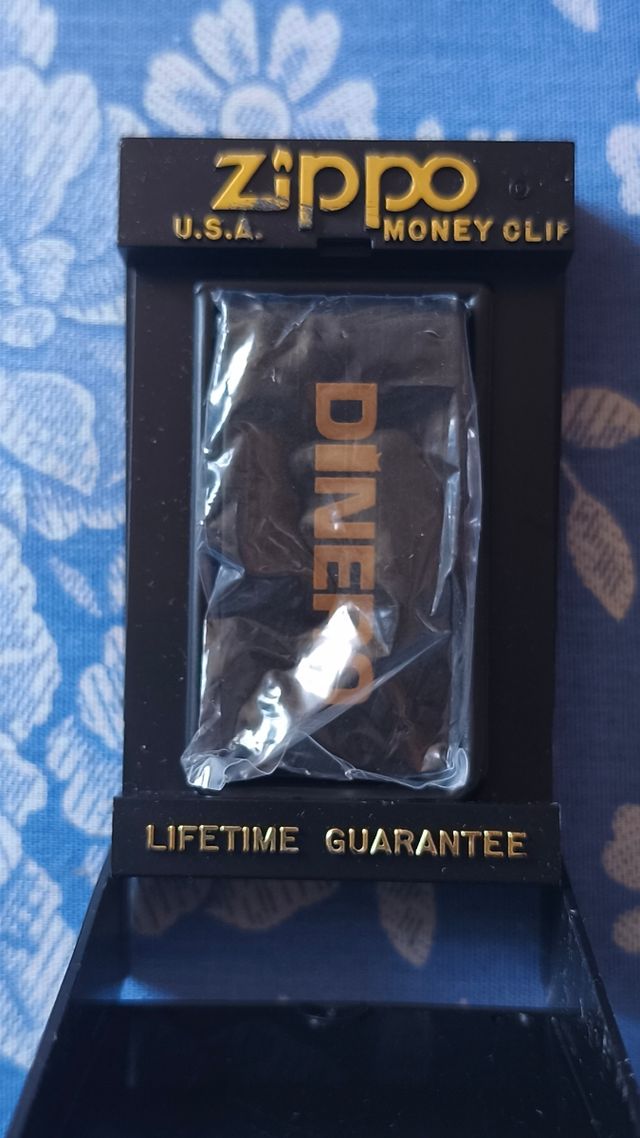 Zippo
U.S.A. MONEY CLIP
DINERO
LIFETIME GUARANTEE